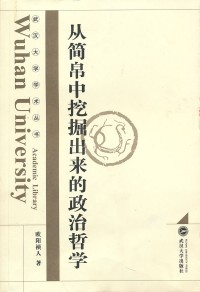 武汉大学学术丛书
Wuhan University
Academic Library
从简帛中挖掘出来的政治哲学
欧阳祯人 著
武汉大学出版社